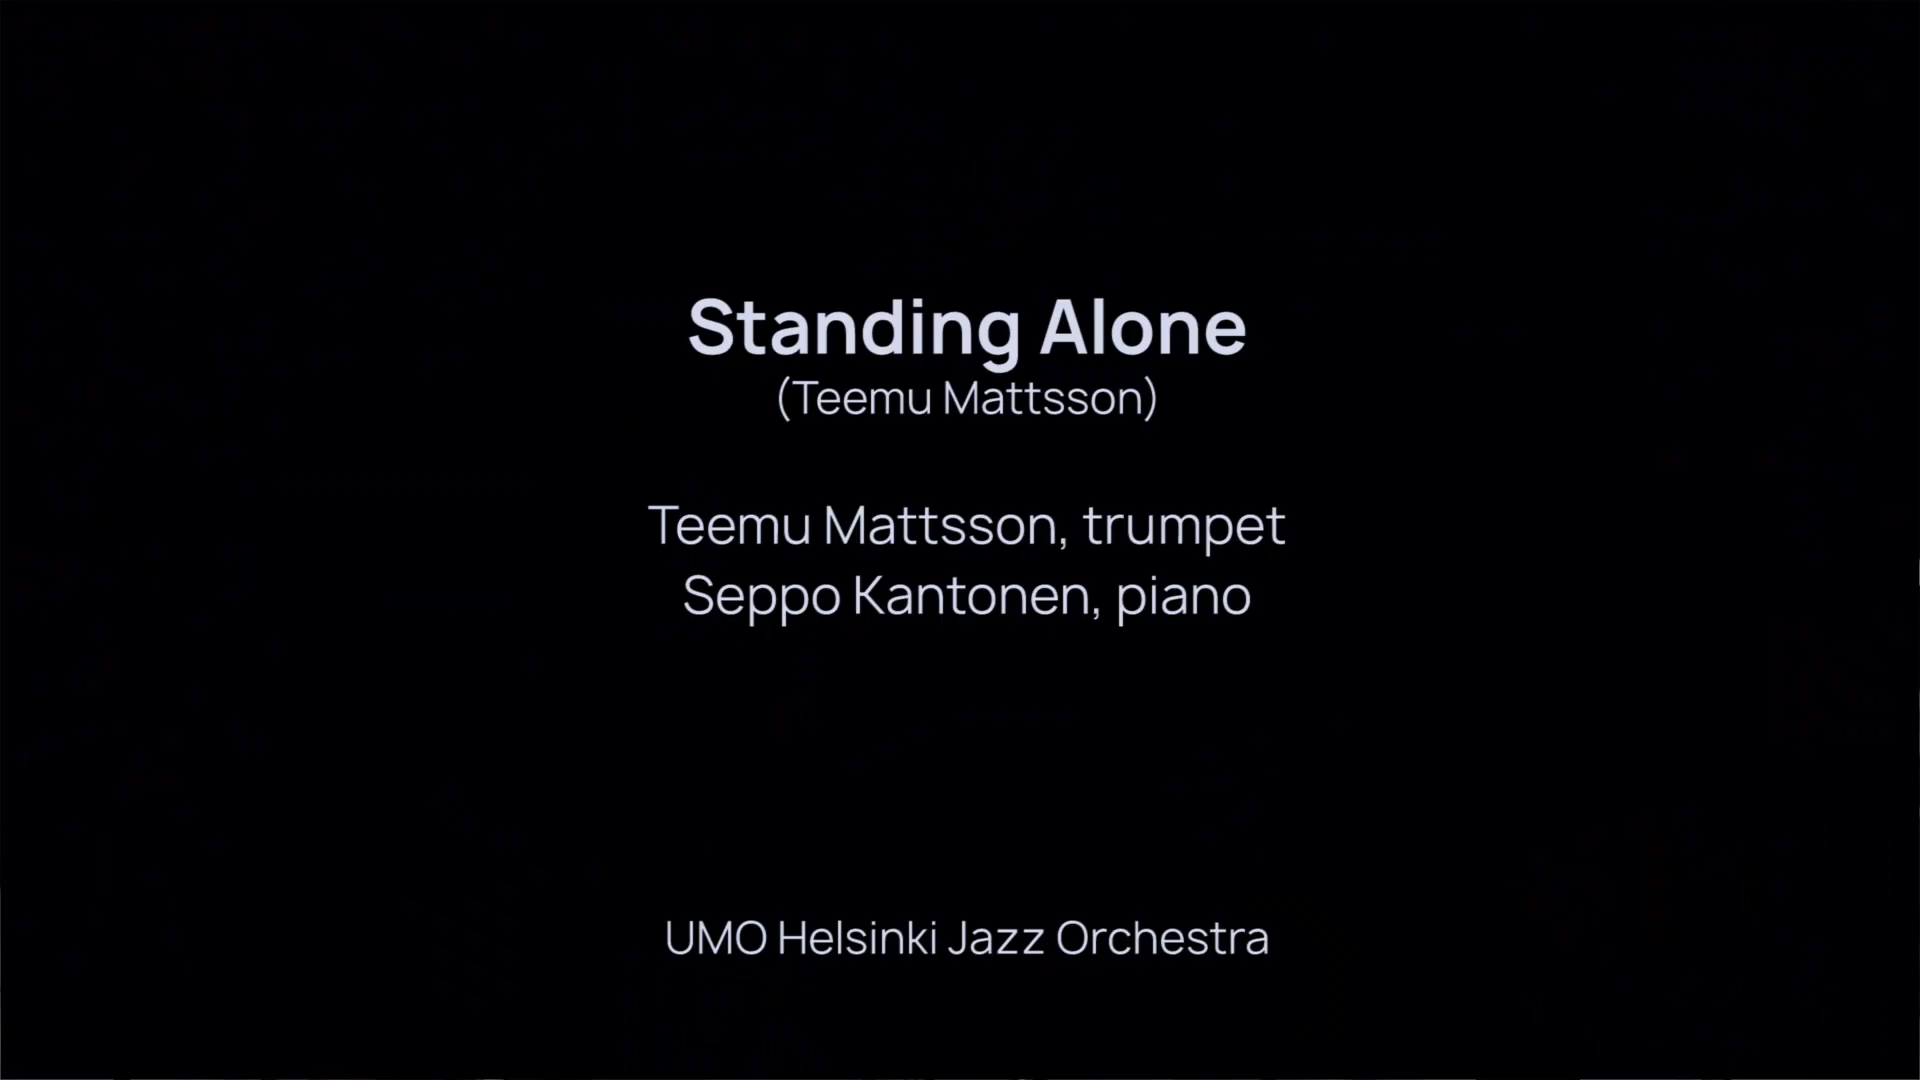 Standing Alone
(Teemu Mattsson)
Teemu Mattsson, trumpet
Seppo Kantonen, piano
UMO Helsinki Jazz Orchestra